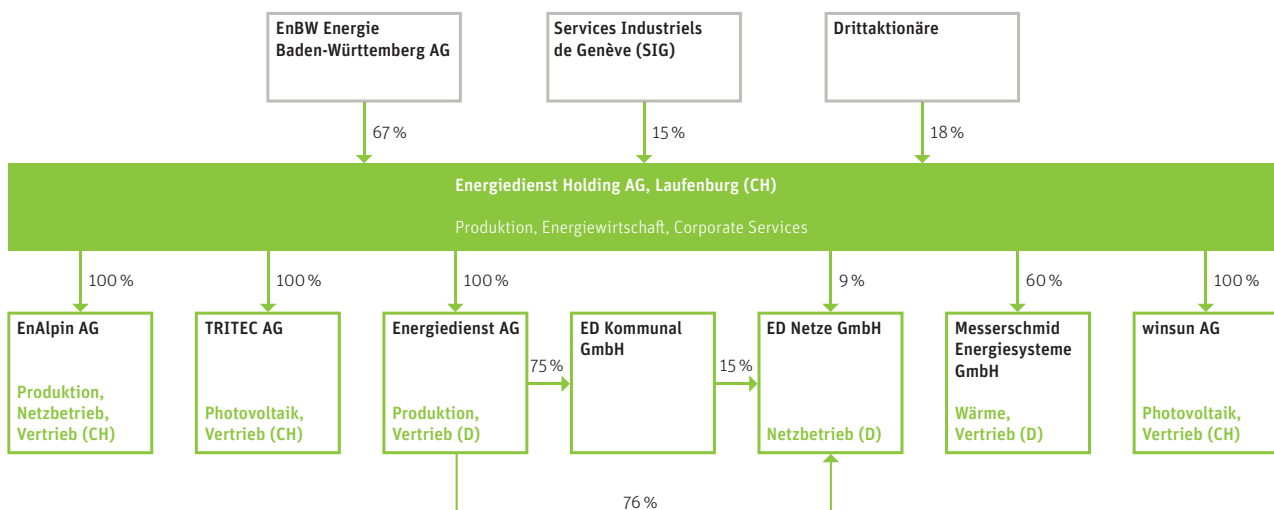 EnBW Energie
Baden-Württemberg AG
Services Industriels
de Genève (SIG)
Drittaktionäre
67 %
15 %
18 %
Energiedienst Holding AG, Laufenburg (CH)
Produktion, Energiewirtschaft, Corporate Services
100 %
100 %
100 %
9 %
60 %
100 %
EnAlpin AG
Produktion,
Netzbetrieb,
Vertrieb (CH)
TRITEC AG
Photovoltaik,
Vertrieb (CH)
Energiedienst AG
Produktion,
Vertrieb (D)
75 %
ED Kommunal
GmbH
15 %
ED Netze GmbH
Netzbetrieb (D)
Messerschmid
Energiesysteme
GmbH
Wärme,
Vertrieb (D)
winsun AG
Photovoltaik,
Vertrieb (CH)
76 %